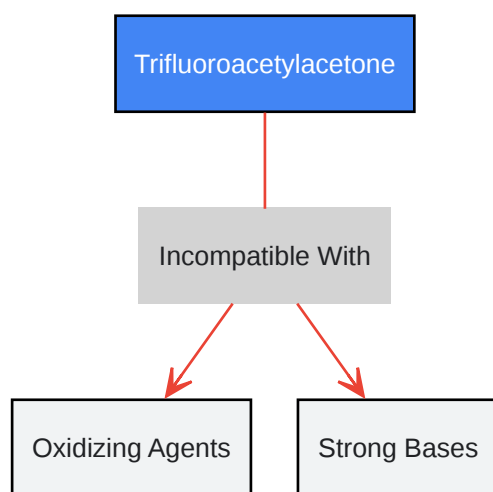 Trifluoroacetylacetone
Incompatible With
Oxidizing Agents
Strong Bases